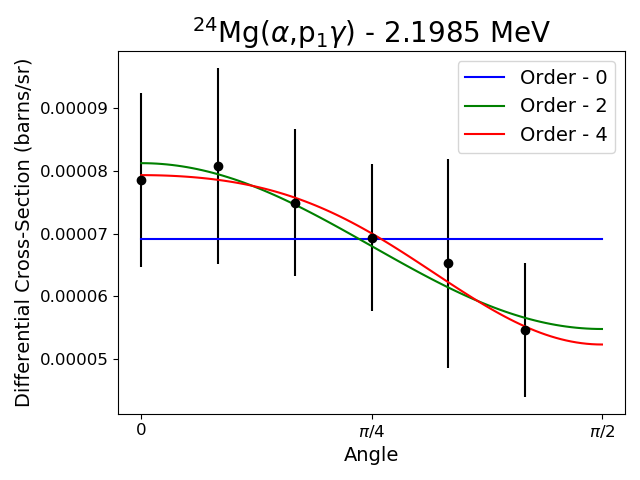 ²⁴Mg(α,p₁γ) - 2.1985 MeV
Differential Cross-Section (barns/sr)
0.00009
0.00008
0.00007
0.00006
0.00005
Order - 0
Order - 2
Order - 4
0
π/4
π/2
Angle